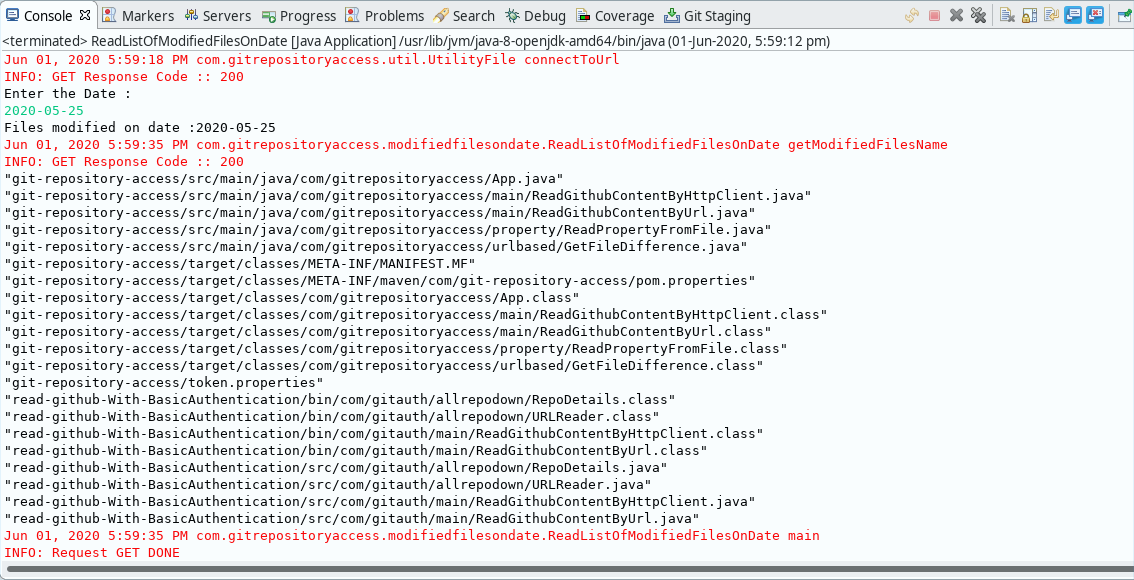 Console Markers Servers Progress Problems Search Debug Coverage Git Staging
<terminated> ReadListOfModifiedFilesOnDate [Java Application] /usr/lib/jvm/java-8-openjdk-amd64/bin/java (01-Jun-2020, 5:59:12 pm)
Jun 01, 2020 5:59:18 PM com.gitrepositoryaccess.util.UtilityFile connectToUrl
INFO: GET Response Code :: 200
Enter the Date :
2020-05-25
Files modified on date :2020-05-25
Jun 01, 2020 5:59:35 PM com.gitrepositoryaccess.modifiedfilesondate.ReadListOfModifiedFilesOnDate getModifiedFilesName
INFO: GET Response Code :: 200
"git-repository-access/src/main/java/com/gitrepositoryaccess/App.java"
"git-repository-access/src/main/java/com/gitrepositoryaccess/main/ReadGithubContentByHttpClient.java"
"git-repository-access/src/main/java/com/gitrepositoryaccess/main/ReadGithubContentByUrl.java"
"git-repository-access/src/main/java/com/gitrepositoryaccess/property/ReadPropertyFromFile.java"
"git-repository-access/src/main/java/com/gitrepositoryaccess/urlbased/GetFileDifference.java"
"git-repository-access/target/classes/META-INF/MANIFEST.MF"
"git-repository-access/target/classes/META-INF/maven/com/git-repository-access/pom.properties"
"git-repository-access/target/classes/com/gitrepositoryaccess/App.class"
"git-repository-access/target/classes/com/gitrepositoryaccess/main/ReadGithubContentByHttpClient.class"
"git-repository-access/target/classes/com/gitrepositoryaccess/main/ReadGithubContentByUrl.class"
"git-repository-access/target/classes/com/gitrepositoryaccess/property/ReadPropertyFromFile.class"
"git-repository-access/target/classes/com/gitrepositoryaccess/urlbased/GetFileDifference.class"
"git-repository-access/token.properties"
"read-github-With-BasicAuthentication/bin/com/gitauth/allrepodown/RepoDetails.class"
"read-github-With-BasicAuthentication/bin/com/gitauth/allrepodown/URLReader.class"
"read-github-With-BasicAuthentication/bin/com/gitauth/main/ReadGithubContentByHttpClient.class"
"read-github-With-BasicAuthentication/bin/com/gitauth/main/ReadGithubContentByUrl.class"
"read-github-With-BasicAuthentication/src/com/gitauth/allrepodown/RepoDetails.java"
"read-github-With-BasicAuthentication/src/com/gitauth/allrepodown/URLReader.java"
"read-github-With-BasicAuthentication/src/com/gitauth/main/ReadGithubContentByHttpClient.java"
"read-github-With-BasicAuthentication/src/com/gitauth/main/ReadGithubContentByUrl.java"
Jun 01, 2020 5:59:35 PM com.gitrepositoryaccess.modifiedfilesondate.ReadListOfModifiedFilesOnDate main
INFO: Request GET DONE